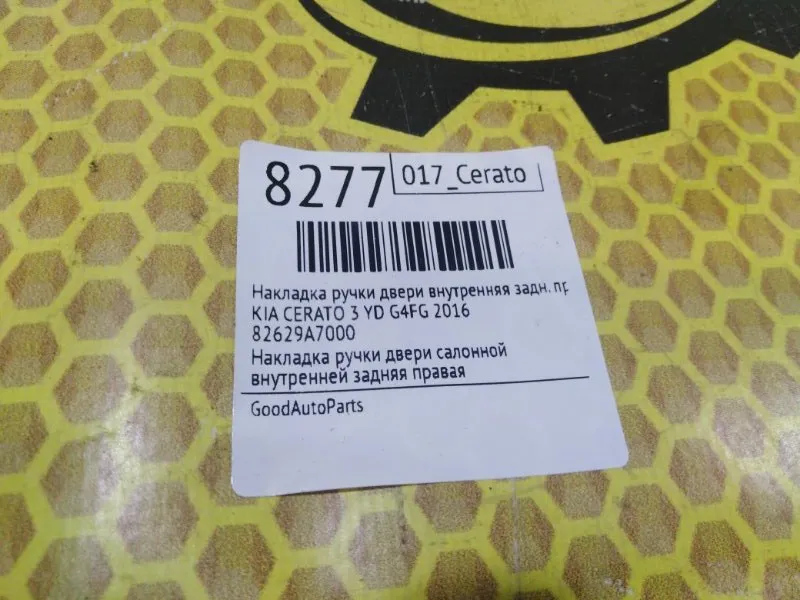 8277
017_Cerato
Накладка ручки двери внутренняя задн. пр
KIA CERATO 3 YD G4FG 2016
82629A7000
Накладка ручки двери салонной
внутренней задняя правая
GoodAutoParts